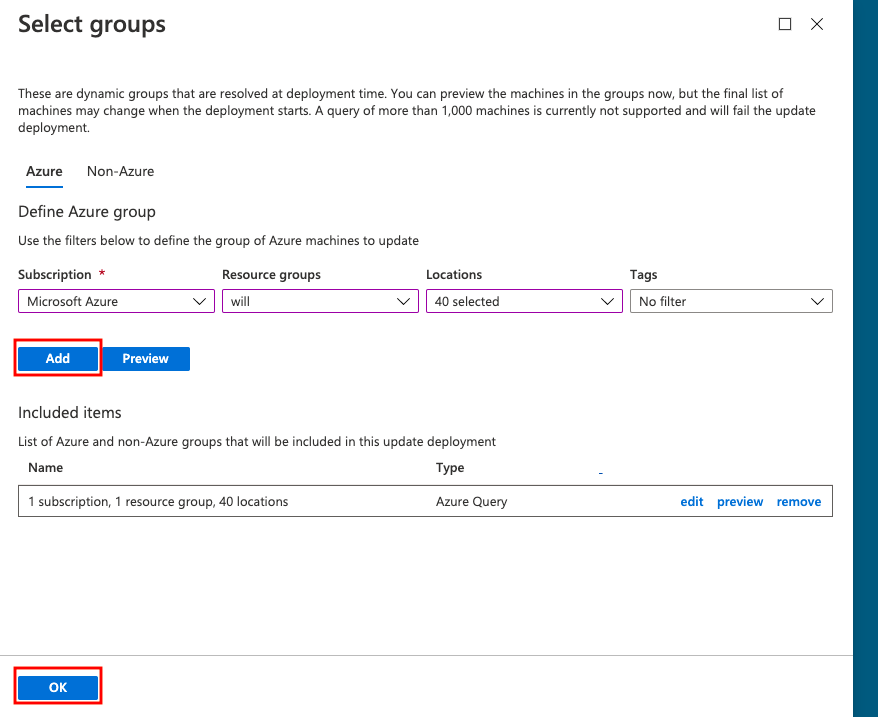 Select groups
These are dynamic groups that are resolved at deployment time. You can preview the machines in the groups now, but the final list of
machines may change when the deployment starts. A query of more than 1,000 machines is currently not supported and will fail the update
deployment.
Azure Non-Azure
Define Azure group
Use the filters below to define the group of Azure machines to update
Subscription * Resource groups Locations Tags
Microsoft Azure will 40 selected No filter
Add Preview
Included items
List of Azure and non-Azure groups that will be included in this update deployment
Name Type -
1 subscription, 1 resource group, 40 locations Azure Query edit preview remove
OK